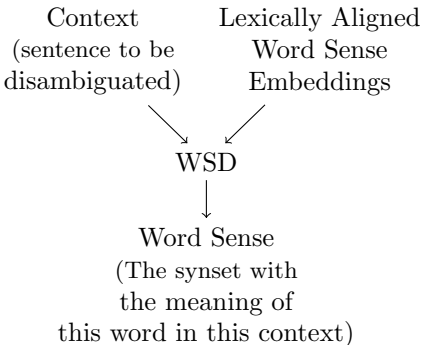 Context
(sentence to be
disambiguated)
Lexically Aligned
Word Sense
Embeddings
WSD
Word Sense
(The synset with
the meaning of
this word in this context)